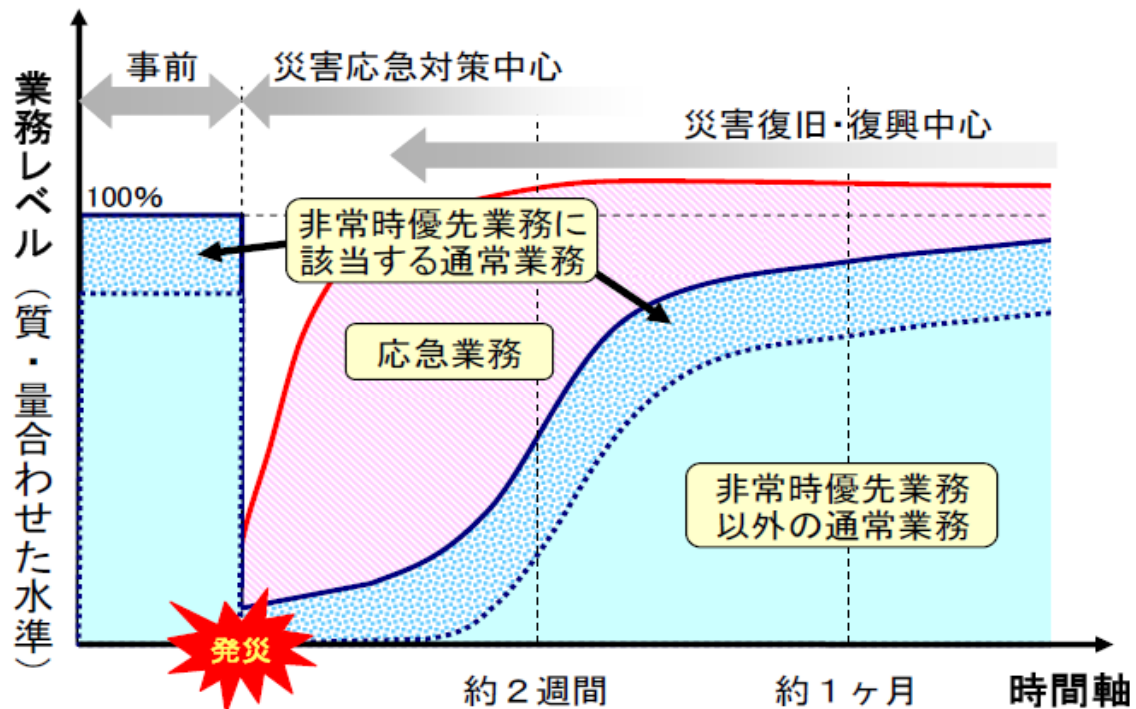 事前
災害応急対策中心
災害復旧・復興中心
業務レベル（質・量合わせた水準）
100%
非常時優先業務に
該当する通常業務
応急業務
非常時優先業務
以外の通常業務
発災
約２週間
約１ヶ月
時間軸